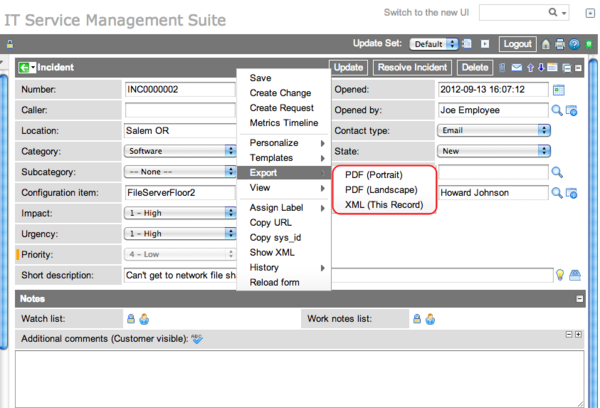 IT Service Management Suite
Switch to the new UI
Update Set: Default Logout
Incident
Update Resolve Incident Delete
Number: INC0000002
Caller:
Location: Salem OR
Category: Software
Subcategory: -- None --
Configuration item: FileServerFloor2
Impact: 1 - High
Urgency: 1 - High
Priority: 4 - Low
Short description: Can't get to network file sh
Save
Create Change
Create Request
Metrics Timeline
Personalize
Templates
Export
View
Assign Label
Copy URL
Copy sys_id
Show XML
History
Reload form
PDF (Portrait)
PDF (Landscape)
XML (This Record)
Opened: 2012-09-13 16:07:12
Opened by: Joe Employee
Contact type: Email
State: New
Howard Johnson
Notes
Watch list:
Work notes list:
Additional comments (Customer visible):